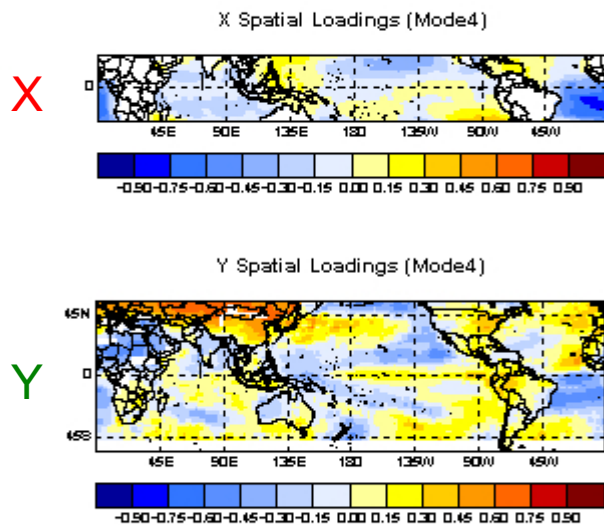 X Spatial Loadings (Mode4)
X
0
45E 90E 135E 180 135W 90W 45W
-0.90 -0.75 -0.60 -0.45 -0.30 -0.15 0.00 0.15 0.30 0.45 0.60 0.75 0.90
Y Spatial Loadings (Mode4)
45N
Y
0
45S
45E 90E 135E 180 135W 90W 45W
-0.90 -0.75 -0.60 -0.45 -0.30 -0.15 0.00 0.15 0.30 0.45 0.60 0.75 0.90